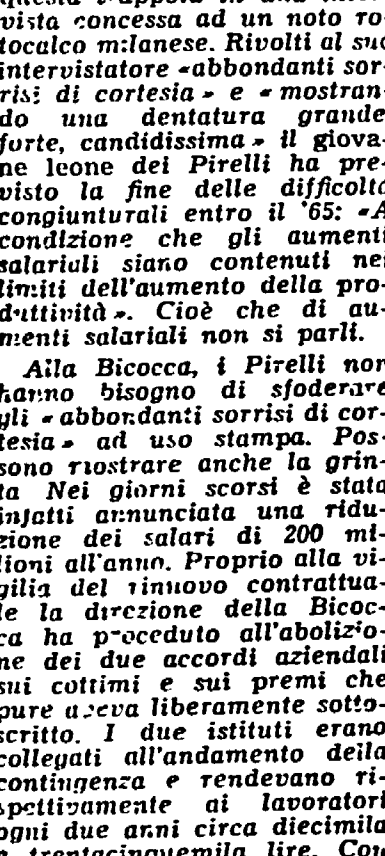 vista concessa ad un noto ro-
tocalco milanese. Rivolti al suo
intervistatore «abbondanti sor-
risi di cortesia» e «mostran-
do una dentatura grande
forte, candidissima» il giova-
ne leone dei Pirelli ha pre-
visto la fine delle difficoltà
congiunturali entro il '65: «A
condizione che gli aumenti
salariali siano contenuti nei
limiti dell'aumento della pro-
duttività». Cioè che di au-
menti salariali non si parli.
Alla Bicocca, i Pirelli non
hanno bisogno di sfoderare
gli «abbondanti sorrisi di cor-
tesia» ad uso stampa. Pos-
sono mostrare anche la grin-
ta Nei giorni scorsi è stata
infatti annunciata una ridu-
zione dei salari di 200 mi-
lioni all'anno. Proprio alla vi-
gilia del rinnovo contrattua-
le la direzione della Bicoc-
ca ha proceduto all'abolizio-
ne dei due accordi aziendali
sui cottimi e sui premi che
pure aveva liberamente sotto-
scritto. I due istituti erano
collegati all'andamento della
contingenza e rendevano ri-
spettivamente ai lavoratori
ogni due anni circa diecimila
e trentacinquemila lire. Con